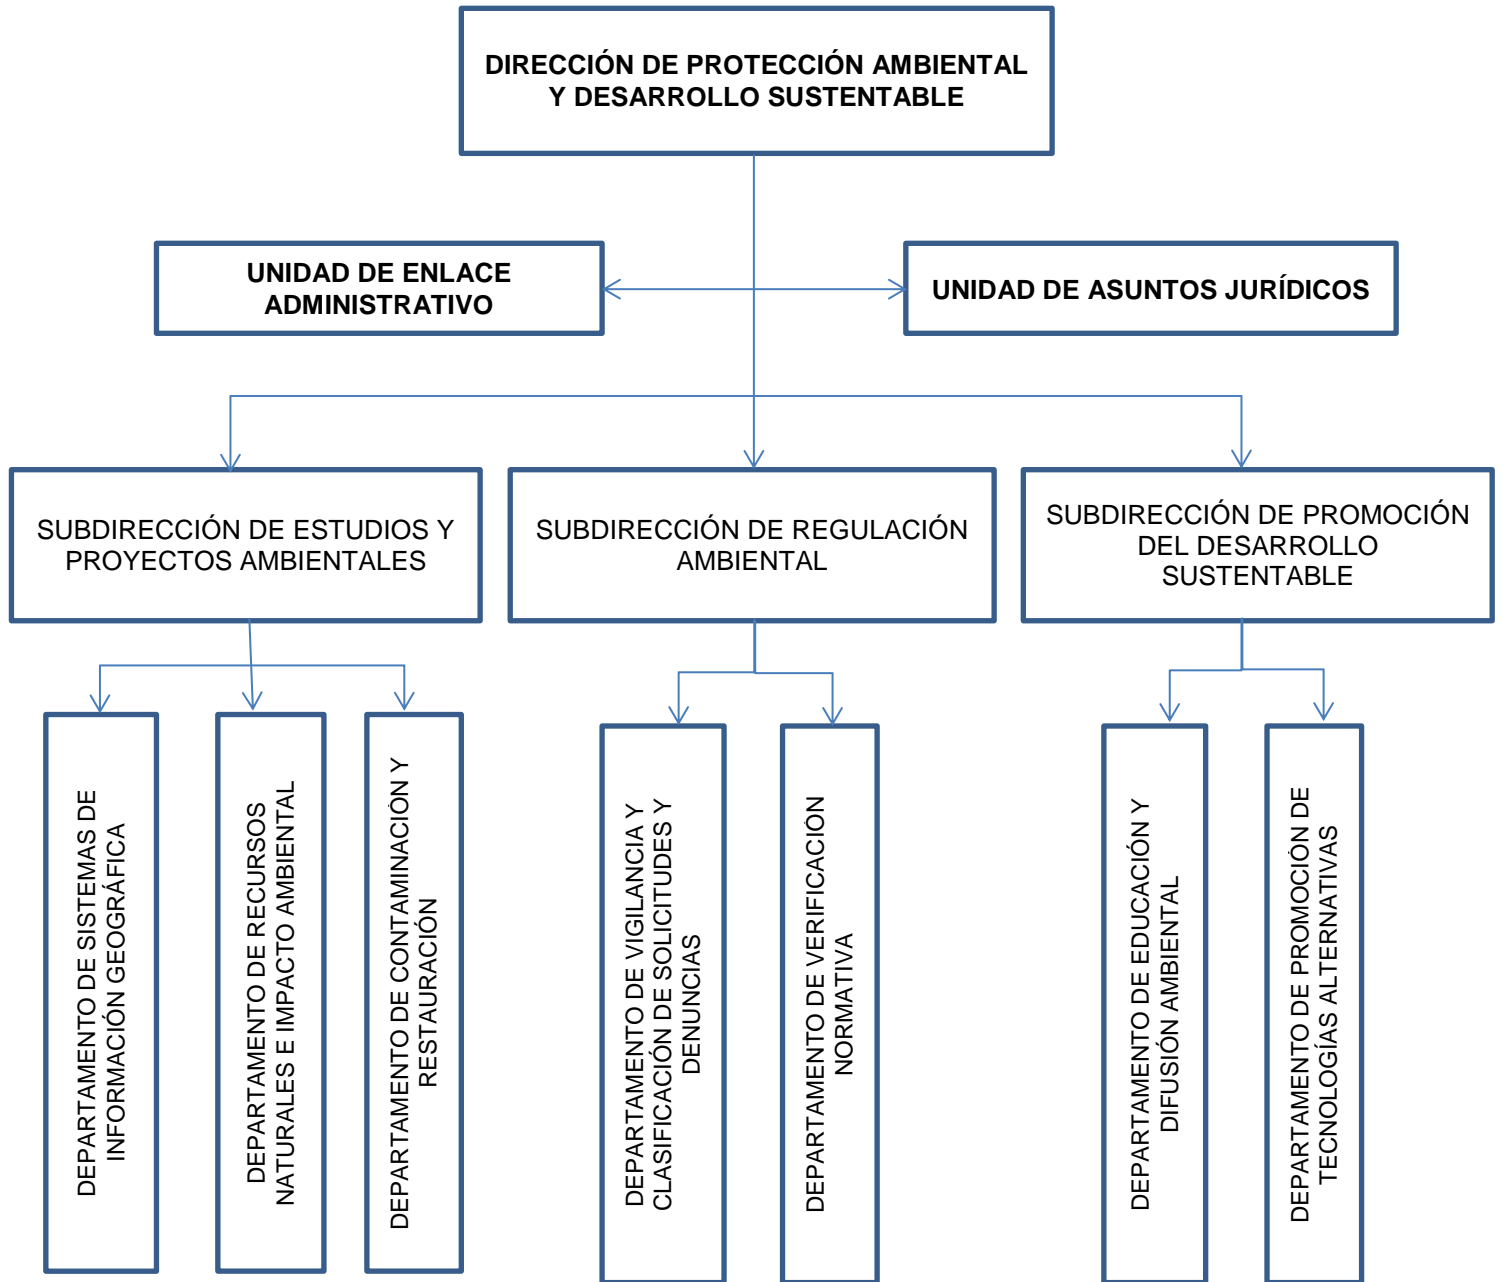 DIRECCIÓN DE PROTECCIÓN AMBIENTAL
Y DESARROLLO SUSTENTABLE
UNIDAD DE ENLACE
ADMINISTRATIVO
UNIDAD DE ASUNTOS JURÍDICOS
SUBDIRECCIÓN DE ESTUDIOS Y
PROYECTOS AMBIENTALES
SUBDIRECCIÓN DE REGULACIÓN
AMBIENTAL
SUBDIRECCIÓN DE PROMOCIÓN
DEL DESARROLLO
SUSTENTABLE
DEPARTAMENTO DE SISTEMAS DE
INFORMACIÓN GEOGRÁFICA
DEPARTAMENTO DE RECURSOS
NATURALES E IMPACTO AMBIENTAL
DEPARTAMENTO DE CONTAMINACIÓN Y
RESTAURACIÓN
DEPARTAMENTO DE VIGILANCIA Y
CLASIFICACIÓN DE SOLICITUDES Y
DENUNCIAS
DEPARTAMENTO DE VERIFICACIÓN
NORMATIVA
DEPARTAMENTO DE EDUCACIÓN Y
DIFUSIÓN AMBIENTAL
DEPARTAMENTO DE PROMOCIÓN DE
TECNOLOGÍAS ALTERNATIVAS